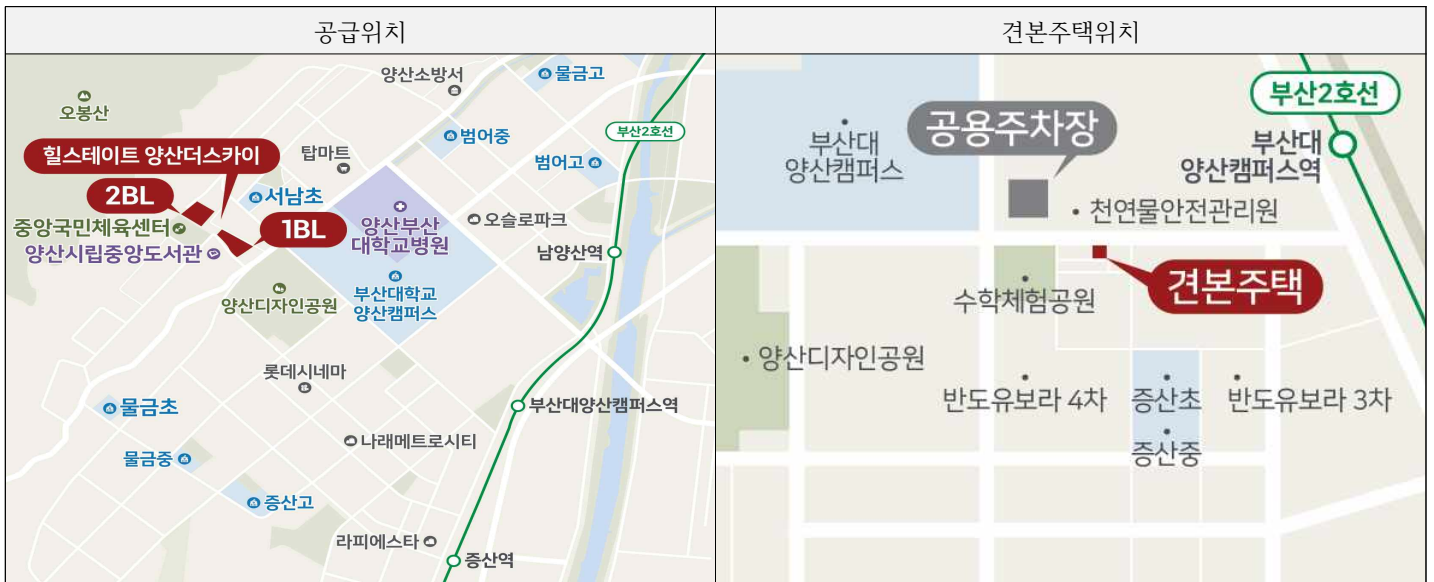 공급위치
견본주택위치
양산소방서
물금고
오봉산
부산2호선
범어중
힐스테이트 양산더스카이
탑마트
범어고
2BL
서남초
중앙국민체육센터
1BL
양산부산
대학교병원
오슬로파크
양산시립중앙도서관
남양산역
양산디자인공원
부산대학교
양산캠퍼스
롯데시네마
물금초
부산대양산캠퍼스역
나래메트로시티
물금중
증산고
라피에스타
증산역
부산2호선
공용주차장
부산대
양산캠퍼스
부산대
양산캠퍼스역
천연물안전관리원
견본주택
수학체험공원
양산디자인공원
반도유보라 4차
증산초
반도유보라 3차
증산중